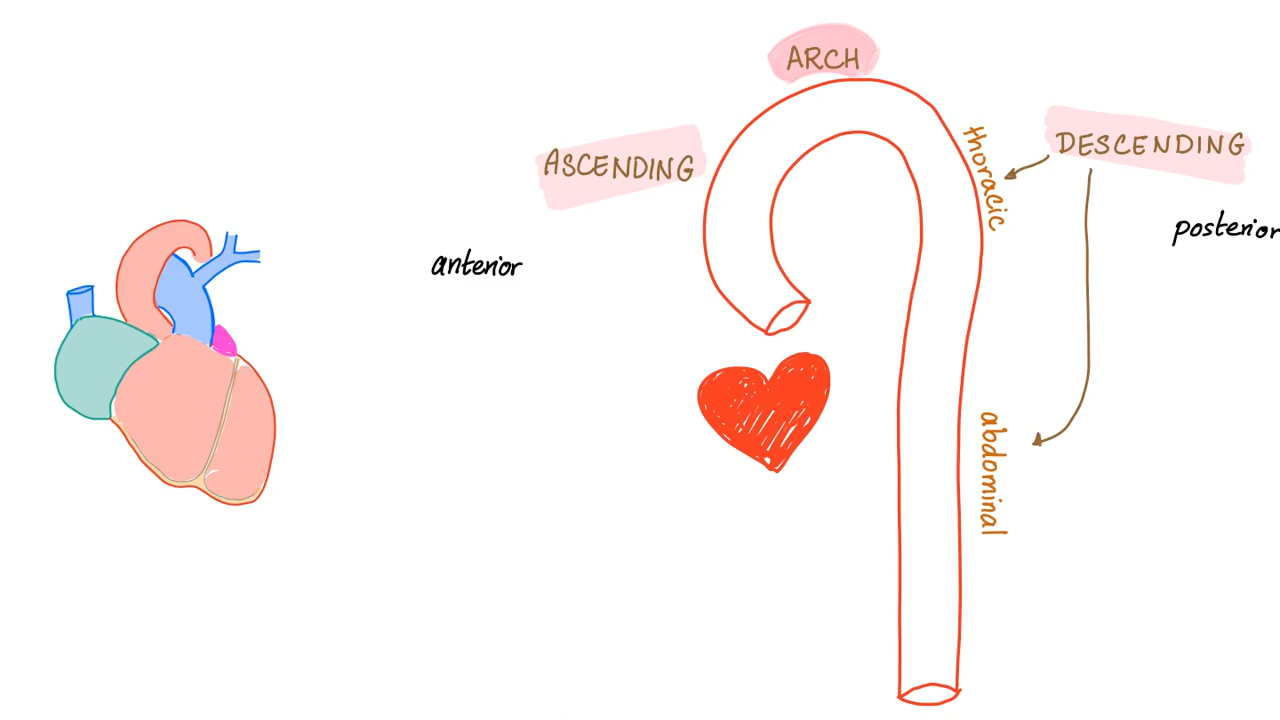 ARCH
ASCENDING
thoracic
DESCENDING
posterior
anterior
abdominal